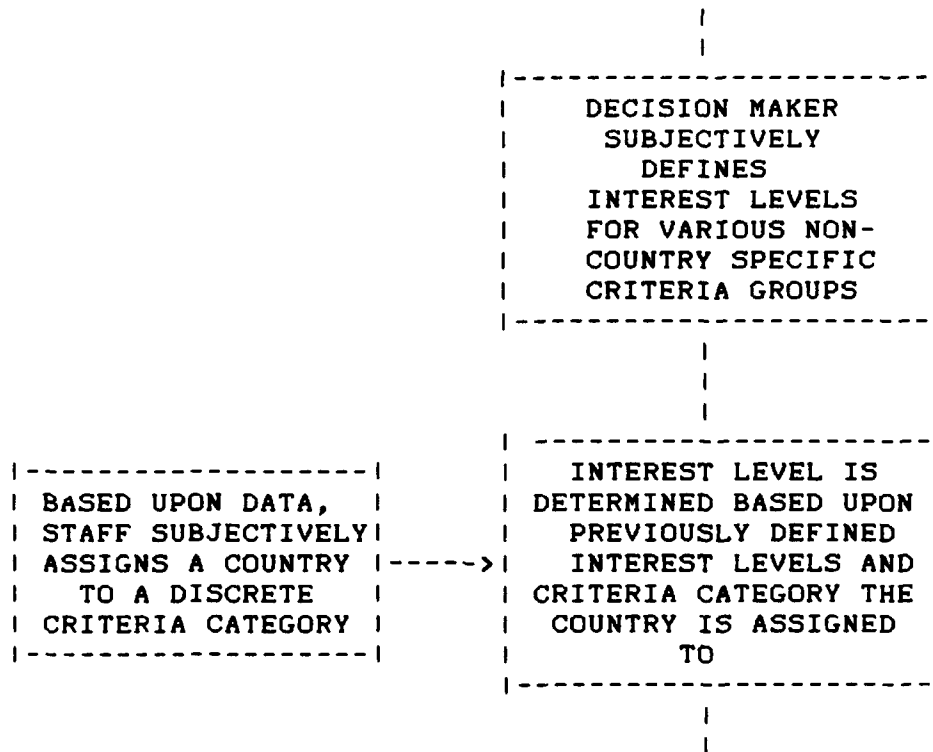 DECISION MAKER
SUBJECTIVELY
DEFINES
INTEREST LEVELS
FOR VARIOUS NON-
COUNTRY SPECIFIC
CRITERIA GROUPS
BASED UPON DATA,
STAFF SUBJECTIVELY
ASSIGNS A COUNTRY
TO A DISCRETE
CRITERIA CATEGORY
INTEREST LEVEL IS
DETERMINED BASED UPON
PREVIOUSLY DEFINED
INTEREST LEVELS AND
CRITERIA CATEGORY THE
COUNTRY IS ASSIGNED
TO